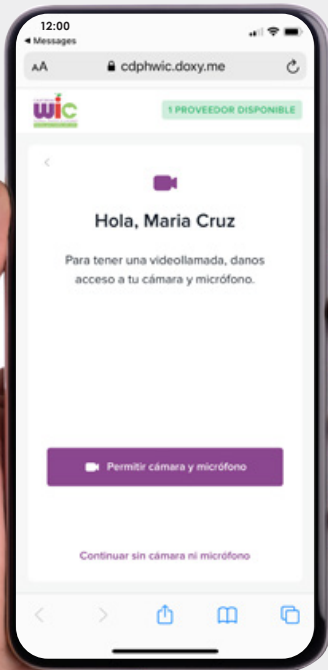 12:00
Messages
AA cdphwic.doxy.me
wic
1 PROVEEDOR DISPONIBLE
Hola, Maria Cruz
Para tener una videollamada, danos
acceso a tu cámara y micrófono.
Permitir cámara y micrófono
Continuar sin cámara ni micrófono